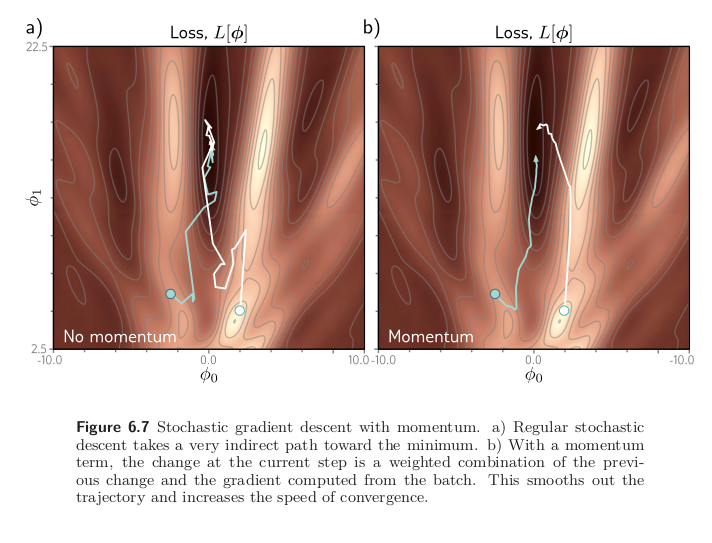 a)
Loss, L[ϕ]
b)
Loss, L[ϕ]
22.5
ϕ₁
No momentum
Momentum
2.5
-10.0
0.0
10.0
-10.0
0.0
-10.0
ϕ₀
ϕ₀
Figure 6.7 Stochastic gradient descent with momentum. a) Regular stochastic
descent takes a very indirect path toward the minimum. b) With a momentum
term, the change at the current step is a weighted combination of the previ-
ous change and the gradient computed from the batch. This smooths out the
trajectory and increases the speed of convergence.